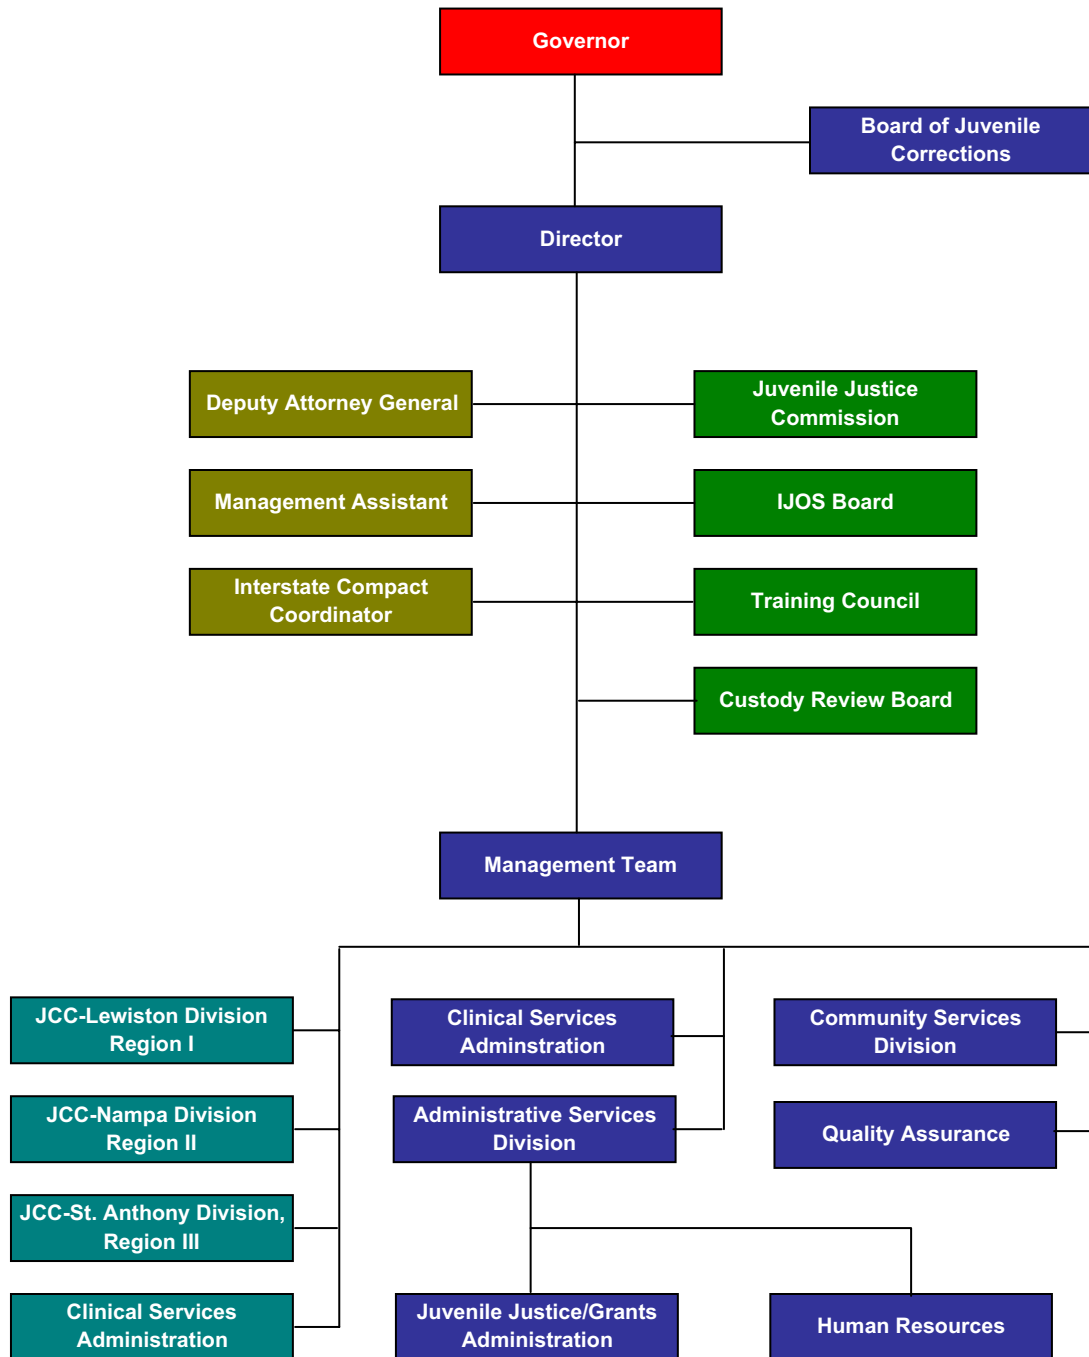 Governor
Board of Juvenile
Corrections
Director
Deputy Attorney General
Juvenile Justice
Commission
Management Assistant
IJOS Board
Interstate Compact
Coordinator
Training Council
Custody Review Board
Management Team
JCC-Lewiston Division
Region I
Clinical Services
Adminstration
Community Services
Division
JCC-Nampa Division
Region II
Administrative Services
Division
Quality Assurance
JCC-St. Anthony Division,
Region III
Clinical Services
Administration
Juvenile Justice/Grants
Administration
Human Resources